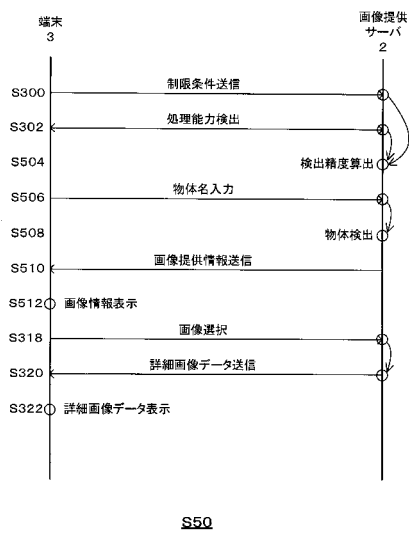 端末
3
画像提供
サーバ
2
S300
制限条件送信
S302
処理能力検出
S504
検出精度算出
S506
物体名入力
S508
物体検出
S510
画像提供情報送信
S512
画像情報表示
S318
画像選択
S320
詳細画像データ送信
S322
詳細画像データ表示
S50